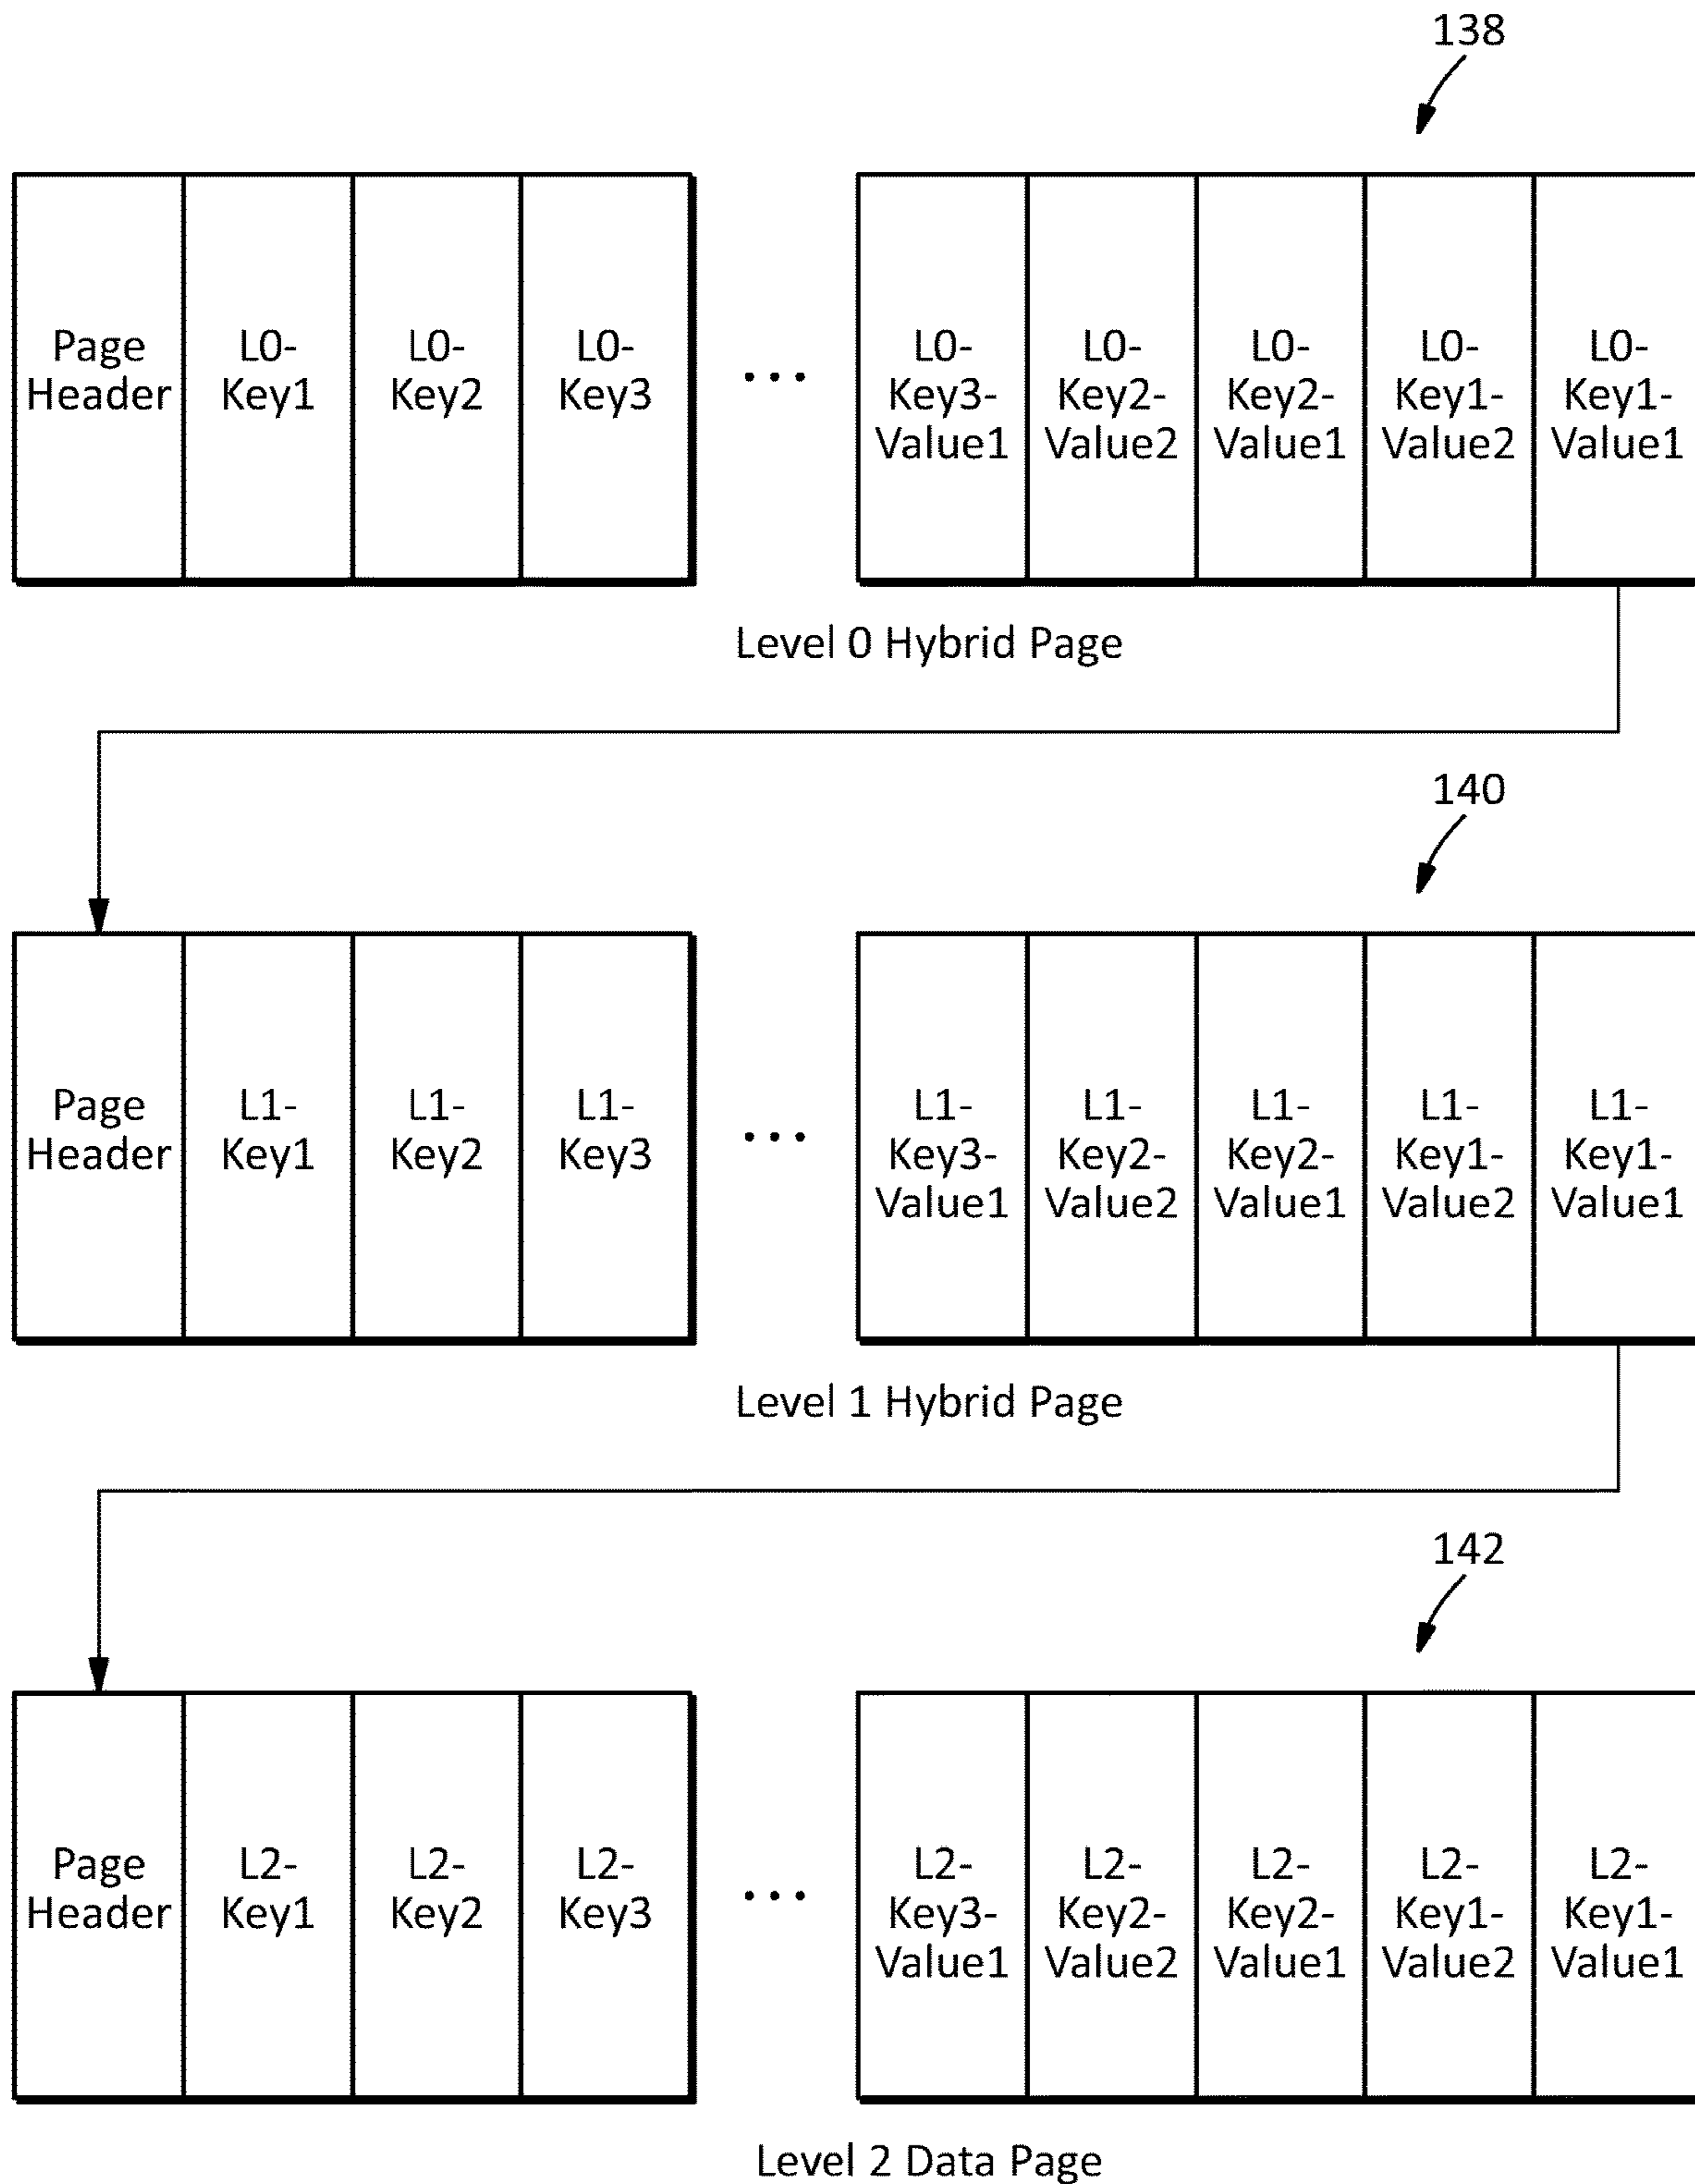 138
Page
Header
L0-
Key1
L0-
Key2
L0-
Key3
...
L0-
Key3-
Value1
L0-
Key2-
Value2
L0-
Key2-
Value1
L0-
Key1-
Value2
L0-
Key1-
Value1
Level 0 Hybrid Page
140
Page
Header
L1-
Key1
L1-
Key2
L1-
Key3
...
L1-
Key3-
Value1
L1-
Key2-
Value2
L1-
Key2-
Value1
L1-
Key1-
Value2
L1-
Key1-
Value1
Level 1 Hybrid Page
142
Page
Header
L2-
Key1
L2-
Key2
L2-
Key3
...
L2-
Key3-
Value1
L2-
Key2-
Value2
L2-
Key2-
Value1
L2-
Key1-
Value2
L2-
Key1-
Value1
Level 2 Data Page